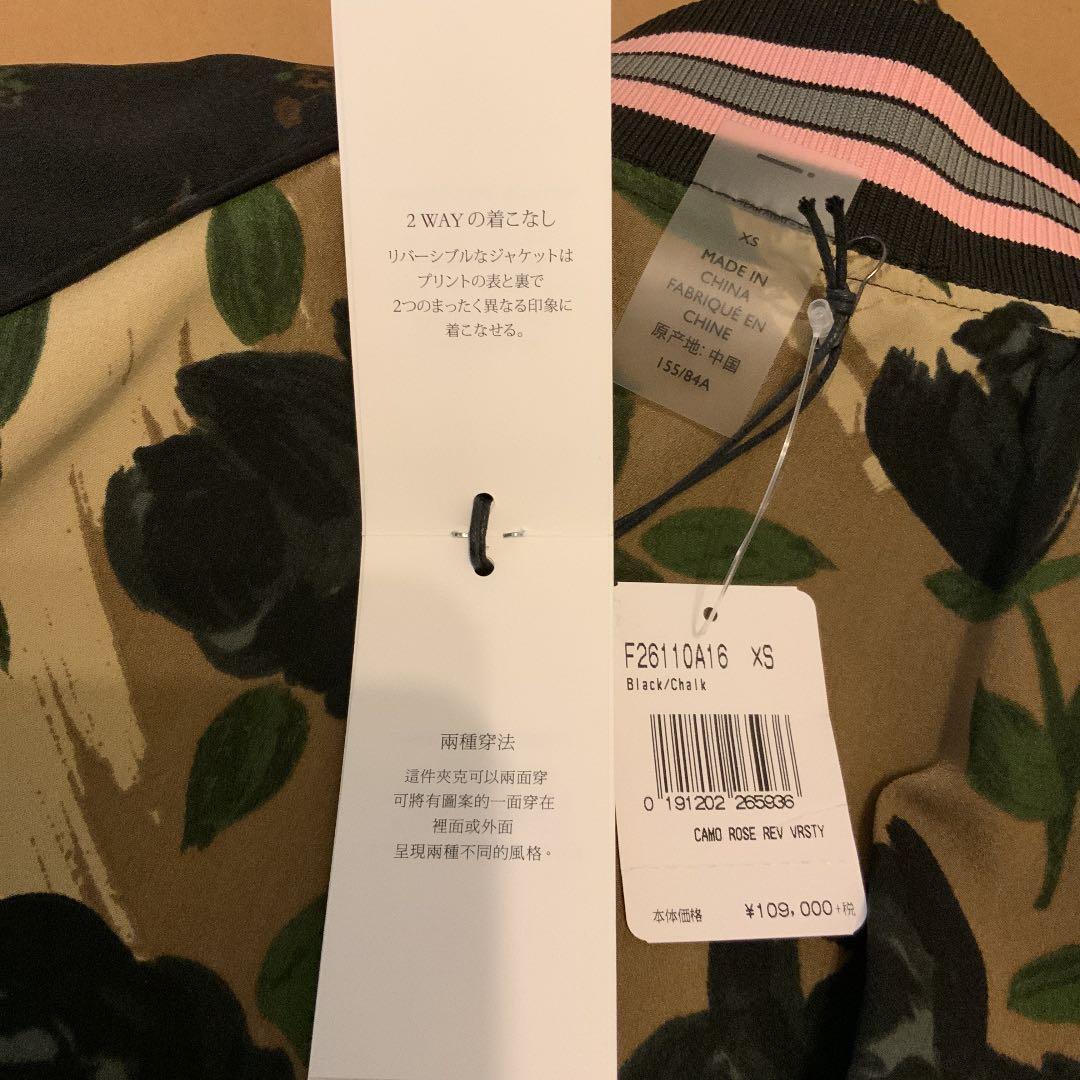 2 WAYの着こなし
リバーシブルなジャケットは
プリントの表と裏で
2つのまったく異なる印象に
着こなせる。
兩種穿法
這件夾克可以兩面穿
可將有圖案的一面穿在
裡面或外面
呈現兩種不同的風格。
XS
MADE IN
CHINA
FABRIQUÉ EN
CHINE
原产地: 中国
155/84A
F26110A16 XS
Black/Chalk
0 191202 265936
CAMO ROSE REV VRSTY
本体価格 ¥109,000+税